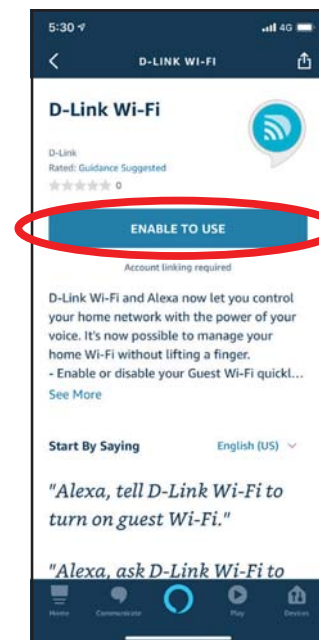 5:30
4G
D-LINK WI-FI
D-Link Wi-Fi
D-Link
Rated: Guidance Suggested
0
ENABLE TO USE
Account linking required
D-Link Wi-Fi and Alexa now let you control
your home network with the power of your
voice. It's now possible to manage your
home Wi-Fi without lifting a finger.
- Enable or disable your Guest Wi-Fi quickl...
See More
Start By Saying English (US)
"Alexa, tell D-Link Wi-Fi to
turn on guest Wi-Fi."
"Alexa, ask D-Link Wi-Fi to
Home Communicate Play Devices